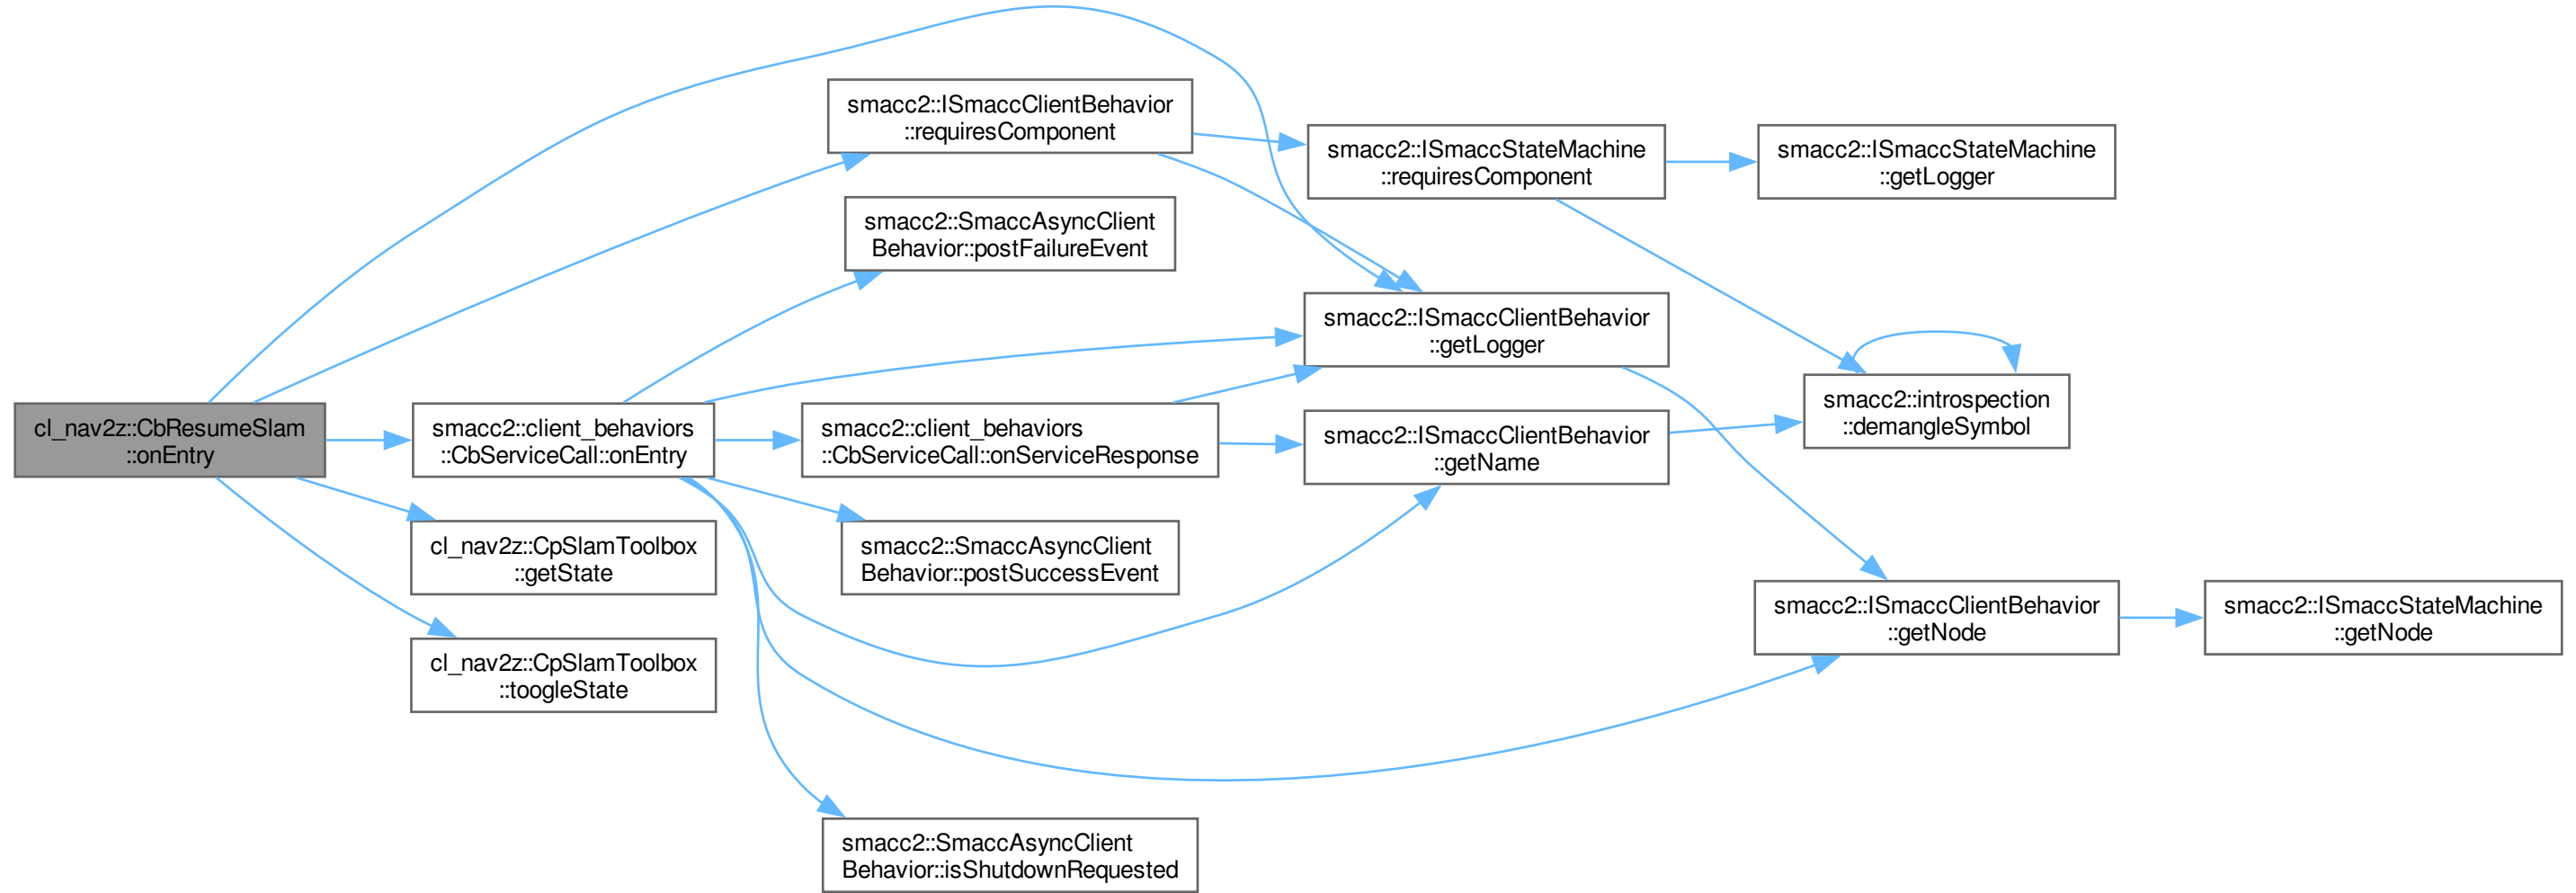 cl_nav2z::CbResumeSlam
::onEntry
smacc2::ISmaccClientBehavior
::requiresComponent
smacc2::SmaccAsyncClient
Behavior::postFailureEvent
smacc2::client_behaviors
::CbServiceCall::onEntry
cl_nav2z::CpSlamToolbox
::getState
cl_nav2z::CpSlamToolbox
::toogleState
smacc2::client_behaviors
::CbServiceCall::onServiceResponse
smacc2::SmaccAsyncClient
Behavior::postSuccessEvent
smacc2::SmaccAsyncClient
Behavior::isShutdownRequested
smacc2::ISmaccStateMachine
::requiresComponent
smacc2::ISmaccClientBehavior
::getLogger
smacc2::ISmaccClientBehavior
::getName
smacc2::ISmaccStateMachine
::getLogger
smacc2::introspection
::demangleSymbol
smacc2::ISmaccClientBehavior
::getNode
smacc2::ISmaccStateMachine
::getNode